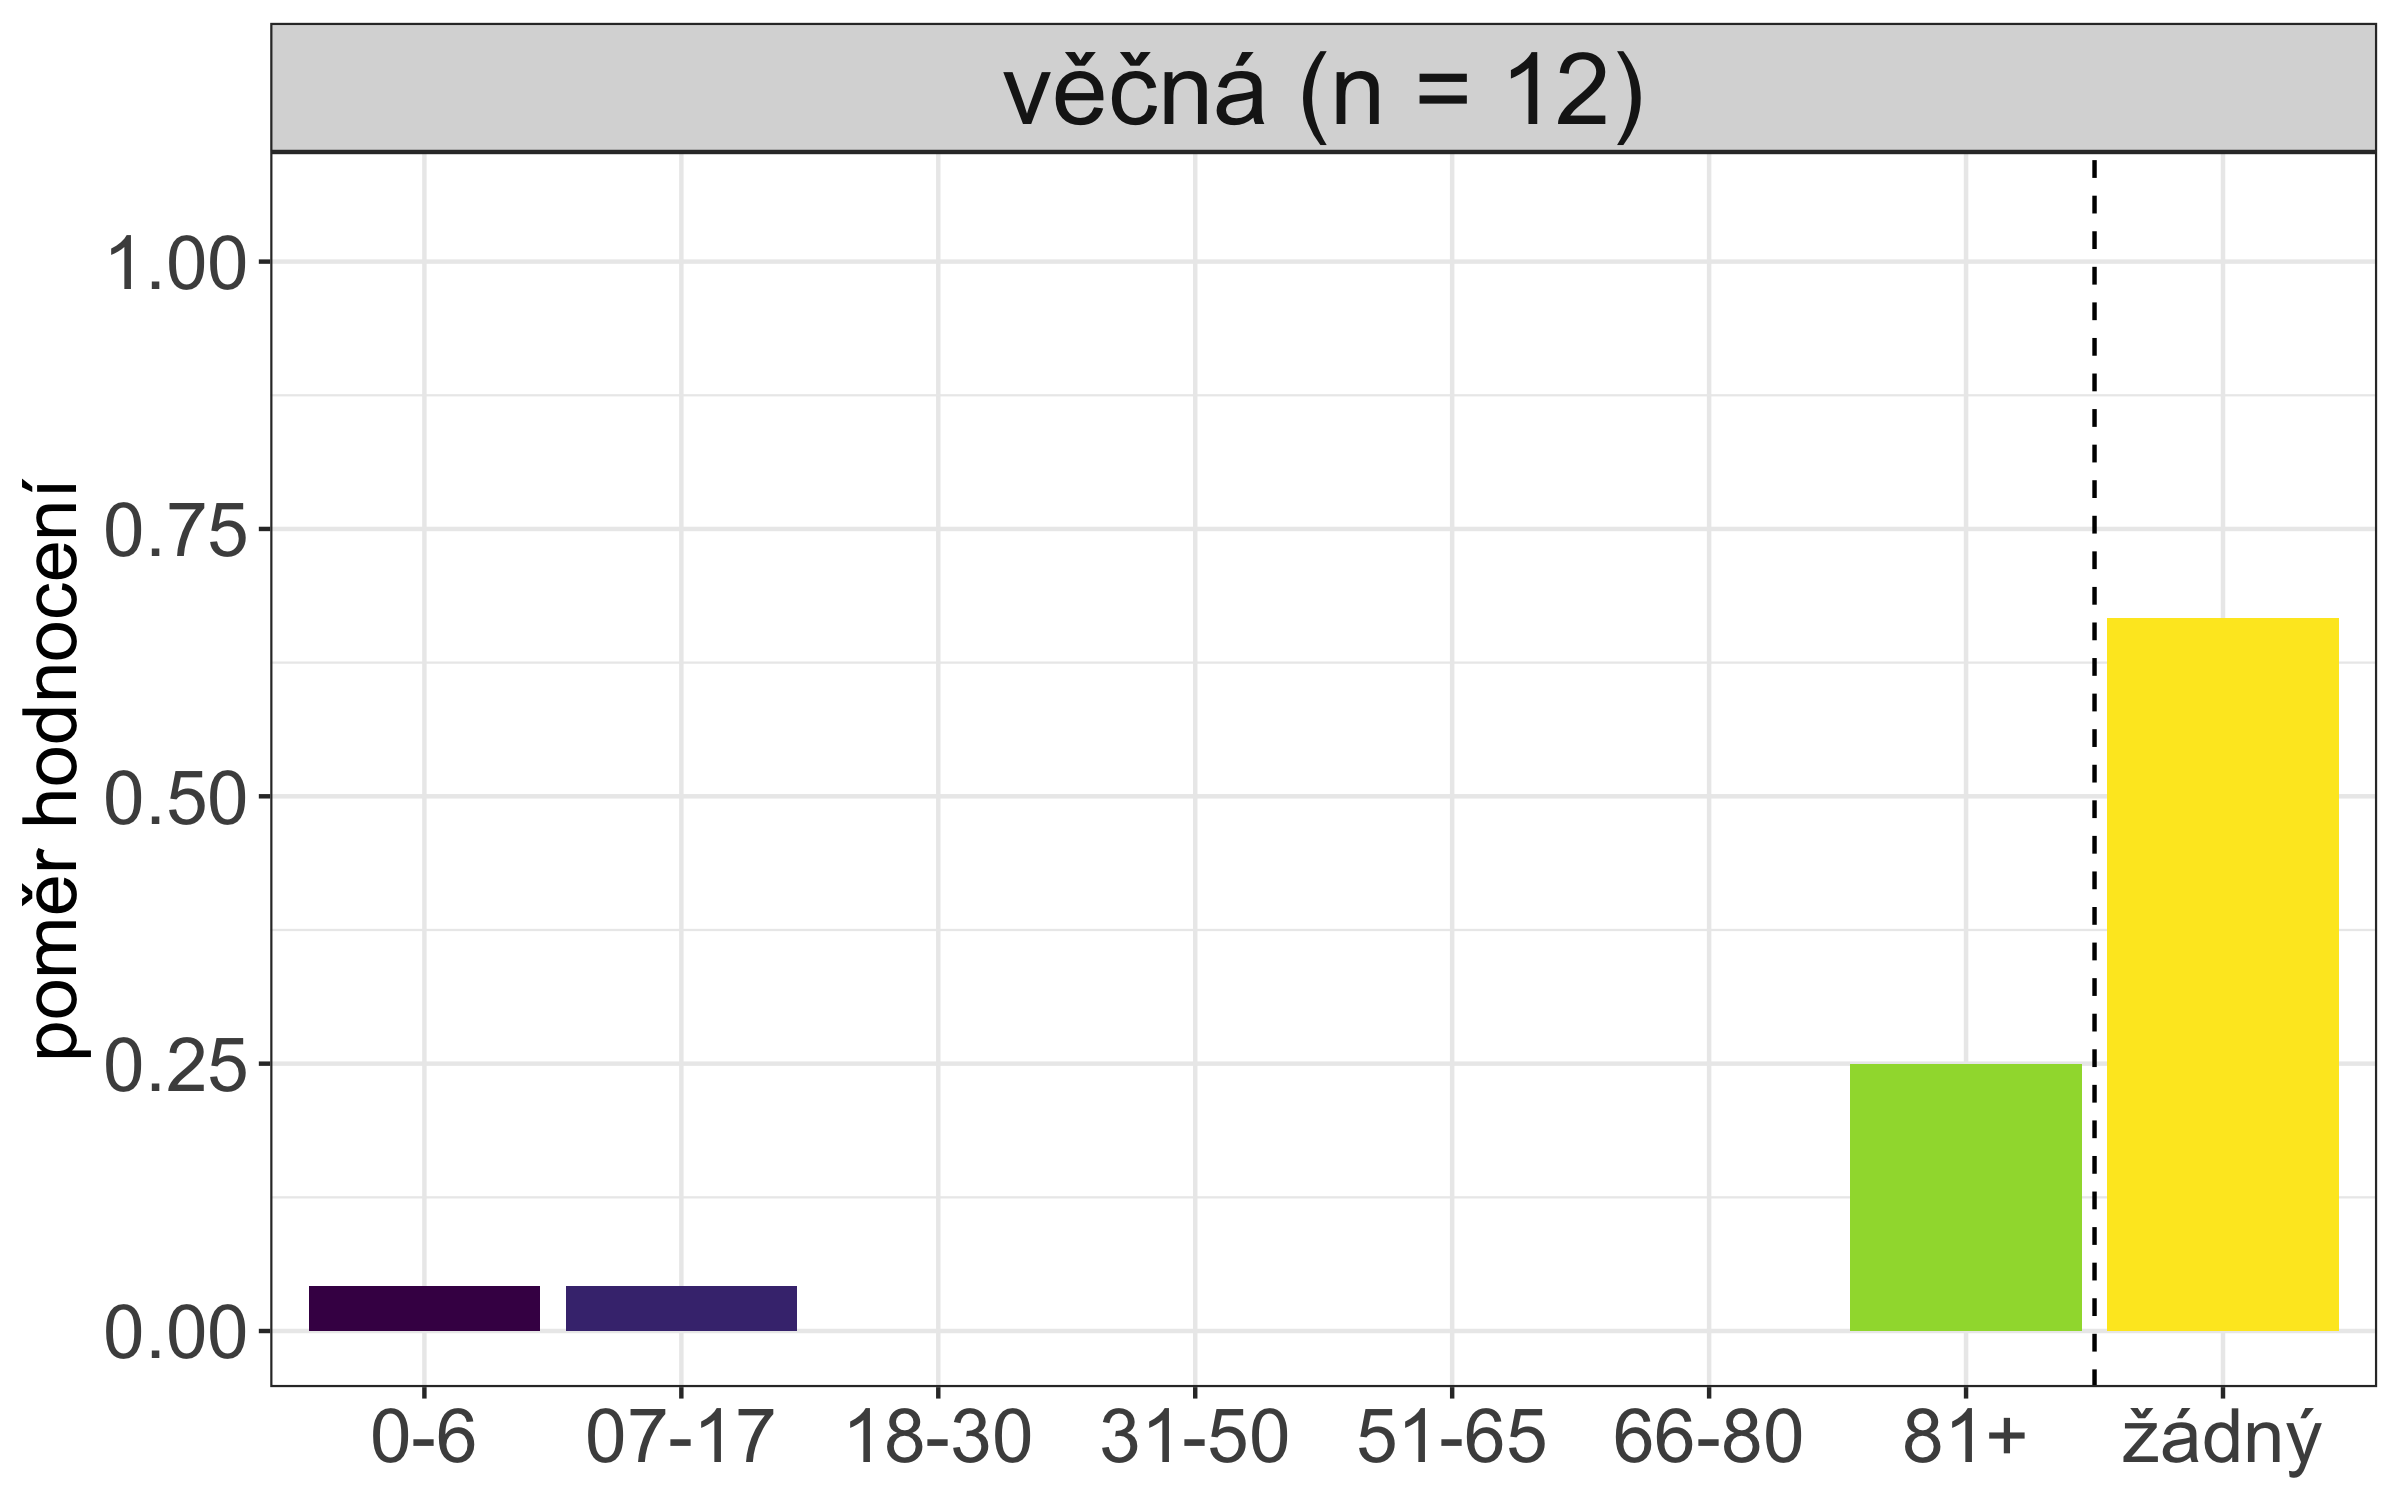 věčná (n = 12)
poměr hodnocení
1.00
0.75
0.50
0.25
0.00
0-6 07-17 18-30 31-50 51-65 66-80 81+ žádný